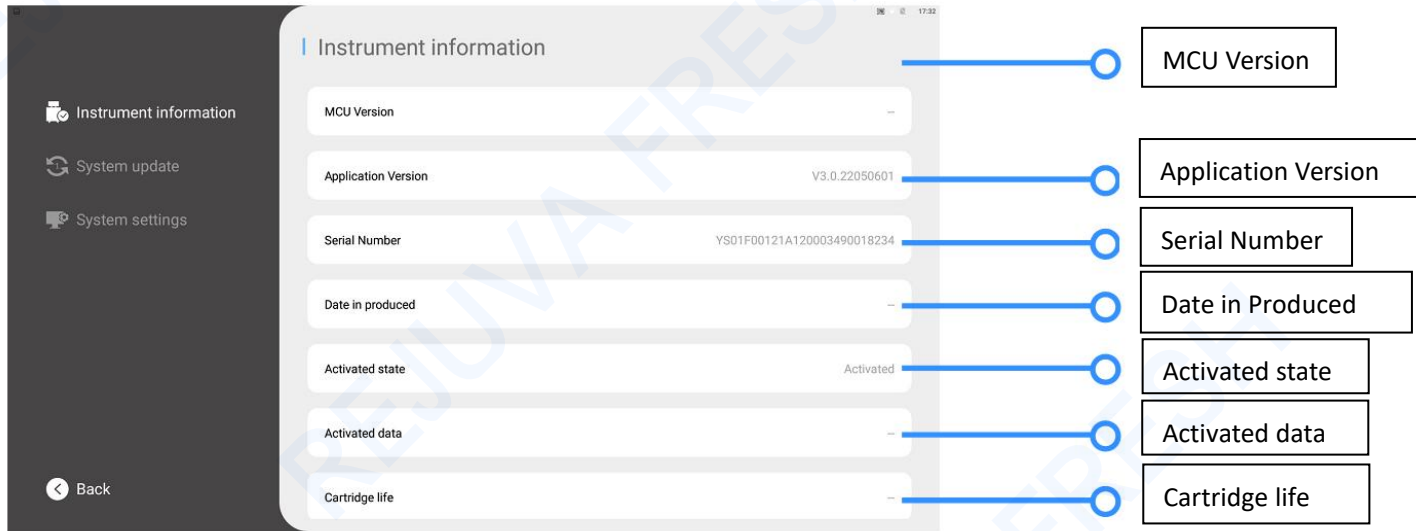 17:32
Instrument information
MCU Version
Instrument information
MCU Version --
System update
Application Version V3.0.22050601
Application Version
System settings
Serial Number YS01F00121A120003490018234
Serial Number
Date in produced --
Date in Produced
Activated state Activated
Activated state
Activated data --
Activated data
Back
Cartridge life --
Cartridge life
REJUVA FRESH